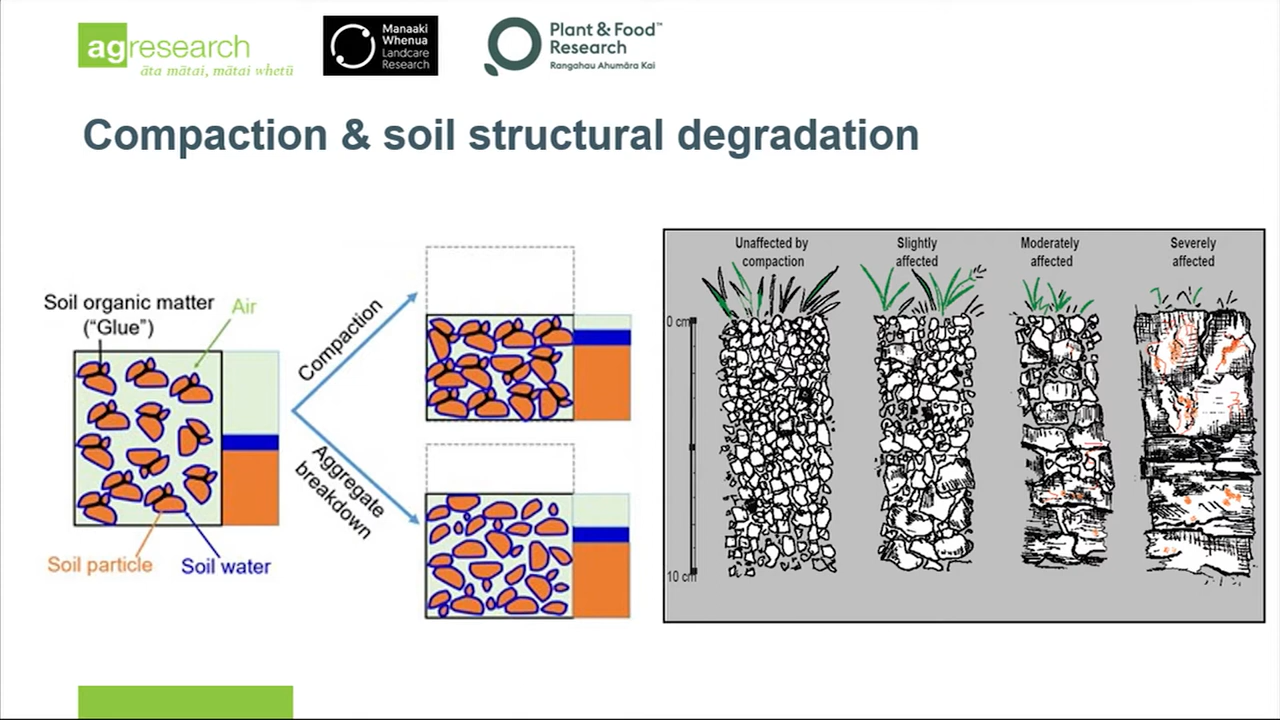 agresearch
āta mātai, mātai whetū
Manaaki
Whenua
Landcare
Research
Plant & Food™
Research
Rangahau Ahumāra Kai
Compaction & soil structural degradation
Soil organic matter
(“Glue”)
Air
Soil particle
Soil water
Compaction
Aggregate
breakdown
Unaffected by
compaction
Slightly
affected
Moderately
affected
Severely
affected
0 cm
10 cm